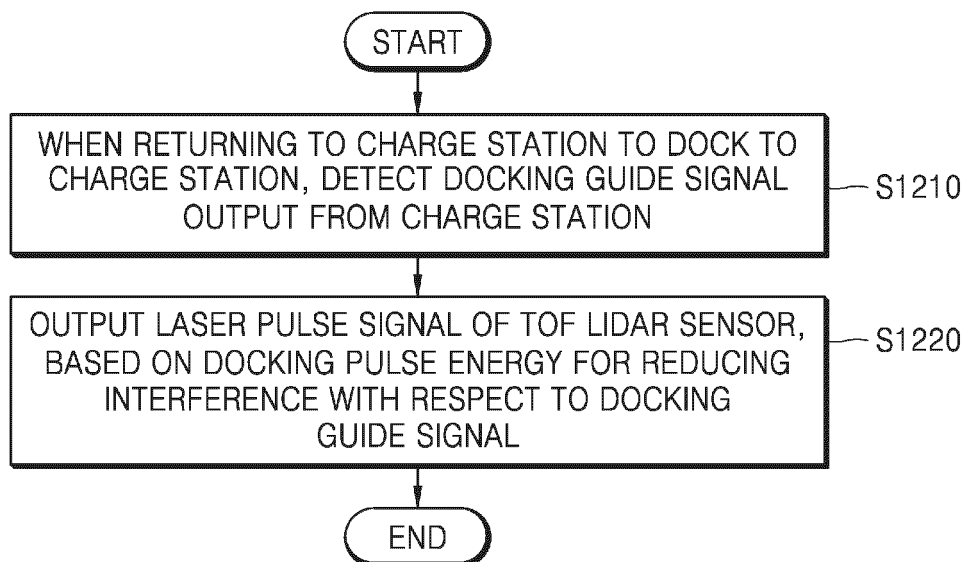 START
WHEN RETURNING TO CHARGE STATION TO DOCK TO
CHARGE STATION, DETECT DOCKING GUIDE SIGNAL
OUTPUT FROM CHARGE STATION
S1210
OUTPUT LASER PULSE SIGNAL OF TOF LIDAR SENSOR,
BASED ON DOCKING PULSE ENERGY FOR REDUCING
INTERFERENCE WITH RESPECT TO DOCKING
GUIDE SIGNAL
S1220
END